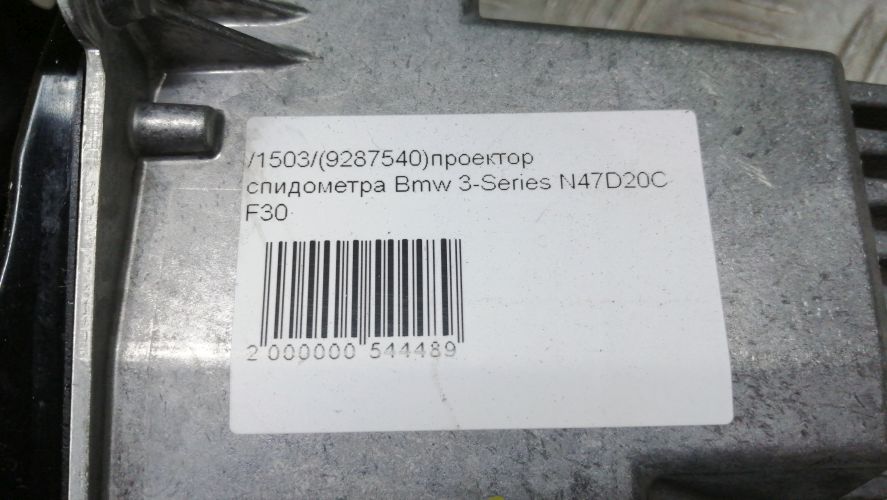 /1503/(9287540)проектор
спидометра Bmw 3-Series N47D20C
F30
2 000000 544489